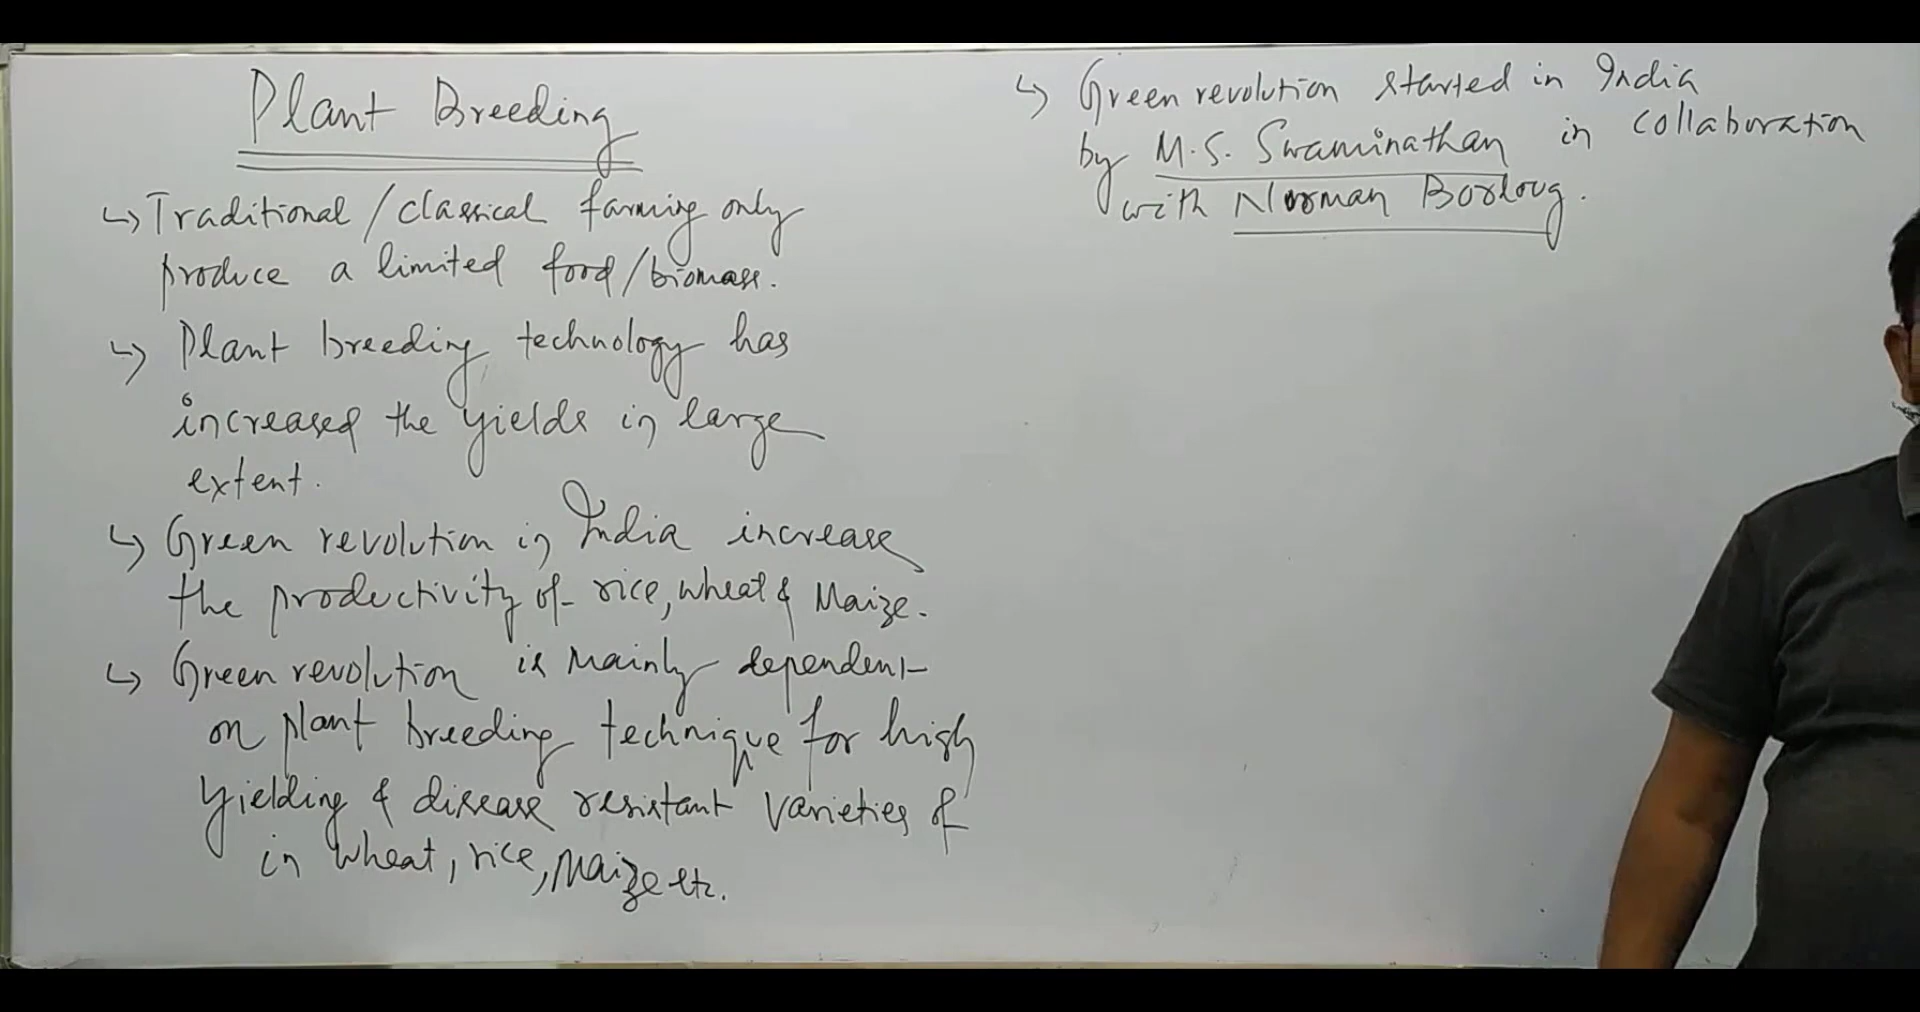 Plant Breeding
↳ Traditional / classical farming only
produce a limited food/biomass.
↳ Plant breeding technology has
increased the yields in large
extent.
↳ Green revolution in India increase
the productivity of rice, wheat & Maize.
↳ Green revolution is mainly dependent
on plant breeding technique for high
yielding & disease resistant varieties of
in wheat, rice, Maize etc.
↳ Green revolution started in India
by M.S. Swaminathan in collaboration
with Norman Borloug.